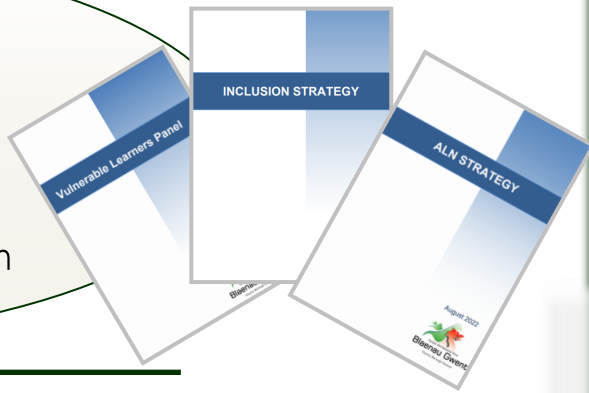 Vulnerable Learners Panel
INCLUSION STRATEGY
ALN STRATEGY
August 2022
Blaenau Gwent